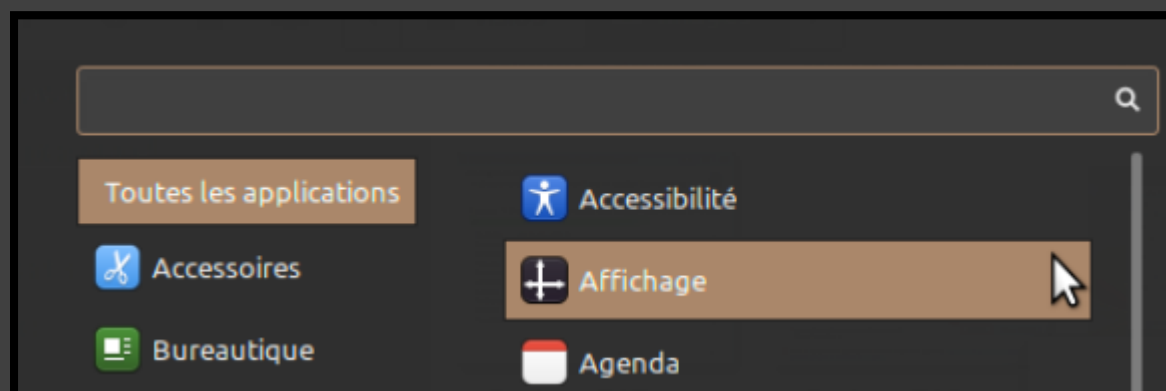 Toutes les applications
Accessoires
Bureautique
Accessibilité
Affichage
Agenda